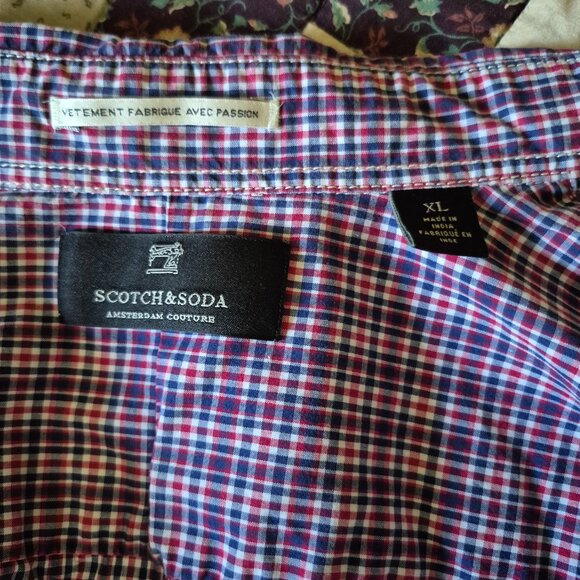 VETEMENT FABRIQUE AVEC PASSION
XL
MADE IN
INDIA
FABRIQUÉ EN
INDE
SCOTCH&SODA
AMSTERDAM COUTURE